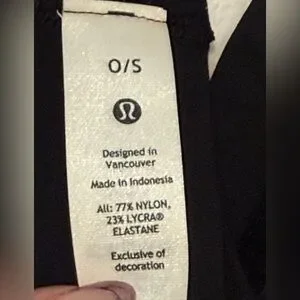 O/S
Designed in
Vancouver
Made in Indonesia
All: 77% NYLON,
23% LYCRA®
ELASTANE
Exclusive of
decoration